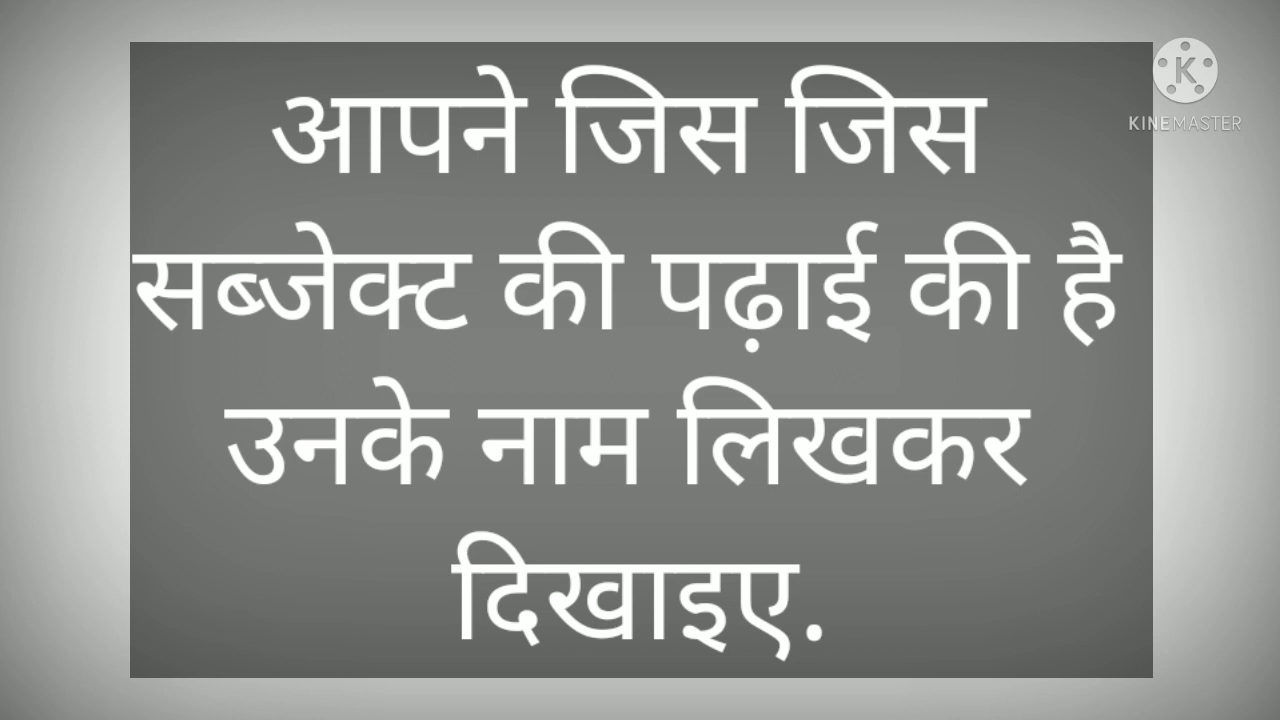 आपने जिस जिस
सब्जेक्ट की पढ़ाई की है
उनके नाम लिखकर
दिखाइए.
KINEMASTER